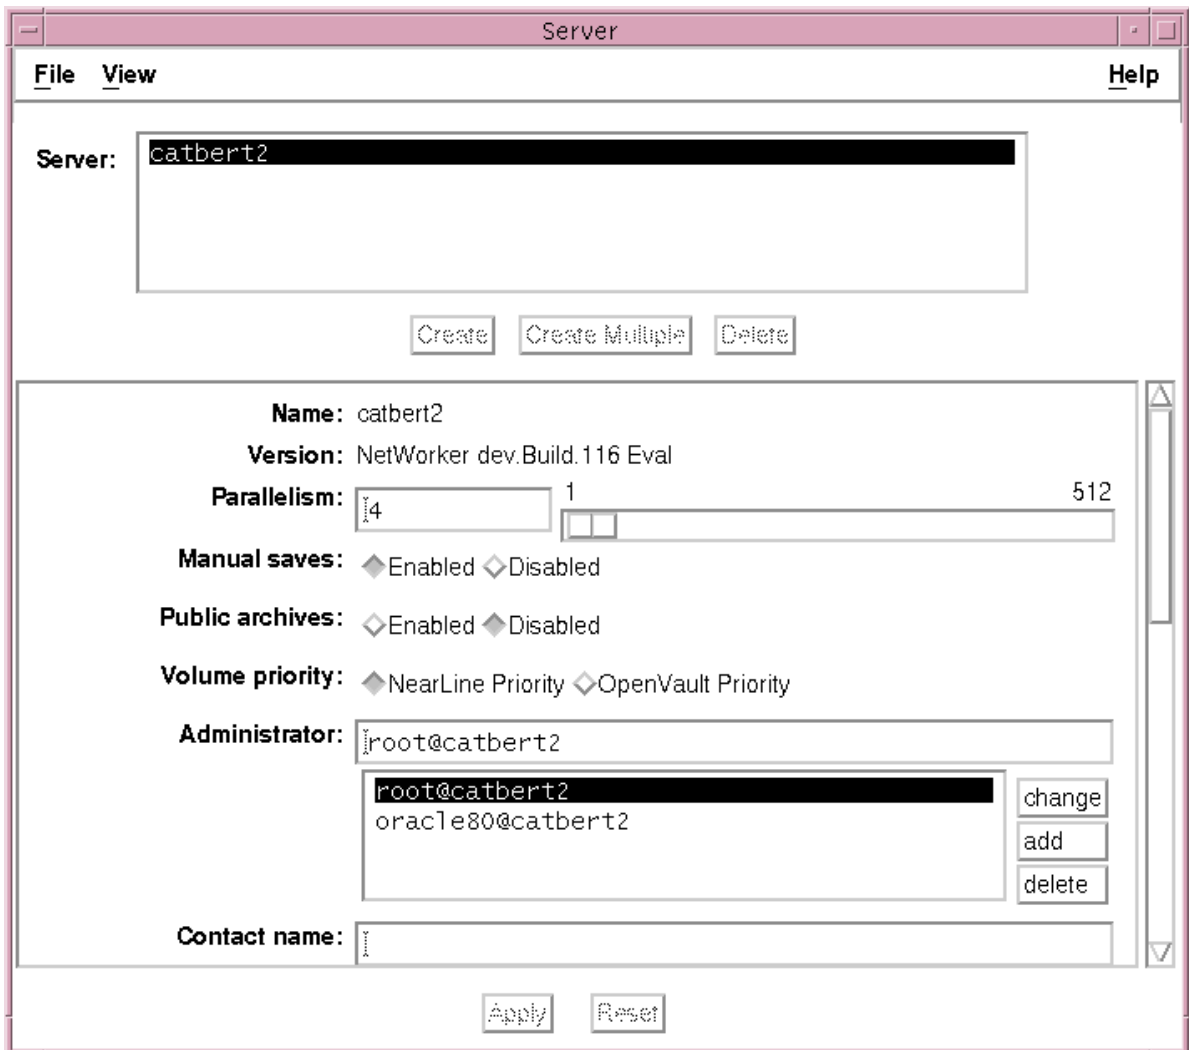 Server
File View Help
Server: catbert2
Create Create Multiple Delete
Name: catbert2
Version: NetWorker dev.Build.116 Eval
Parallelism: 4 1 512
Manual saves: Enabled Disabled
Public archives: Enabled Disabled
Volume priority: NearLine Priority OpenVault Priority
Administrator: root@catbert2
root@catbert2 change
oracle80@catbert2
add
delete
Contact name:
Apply Reset